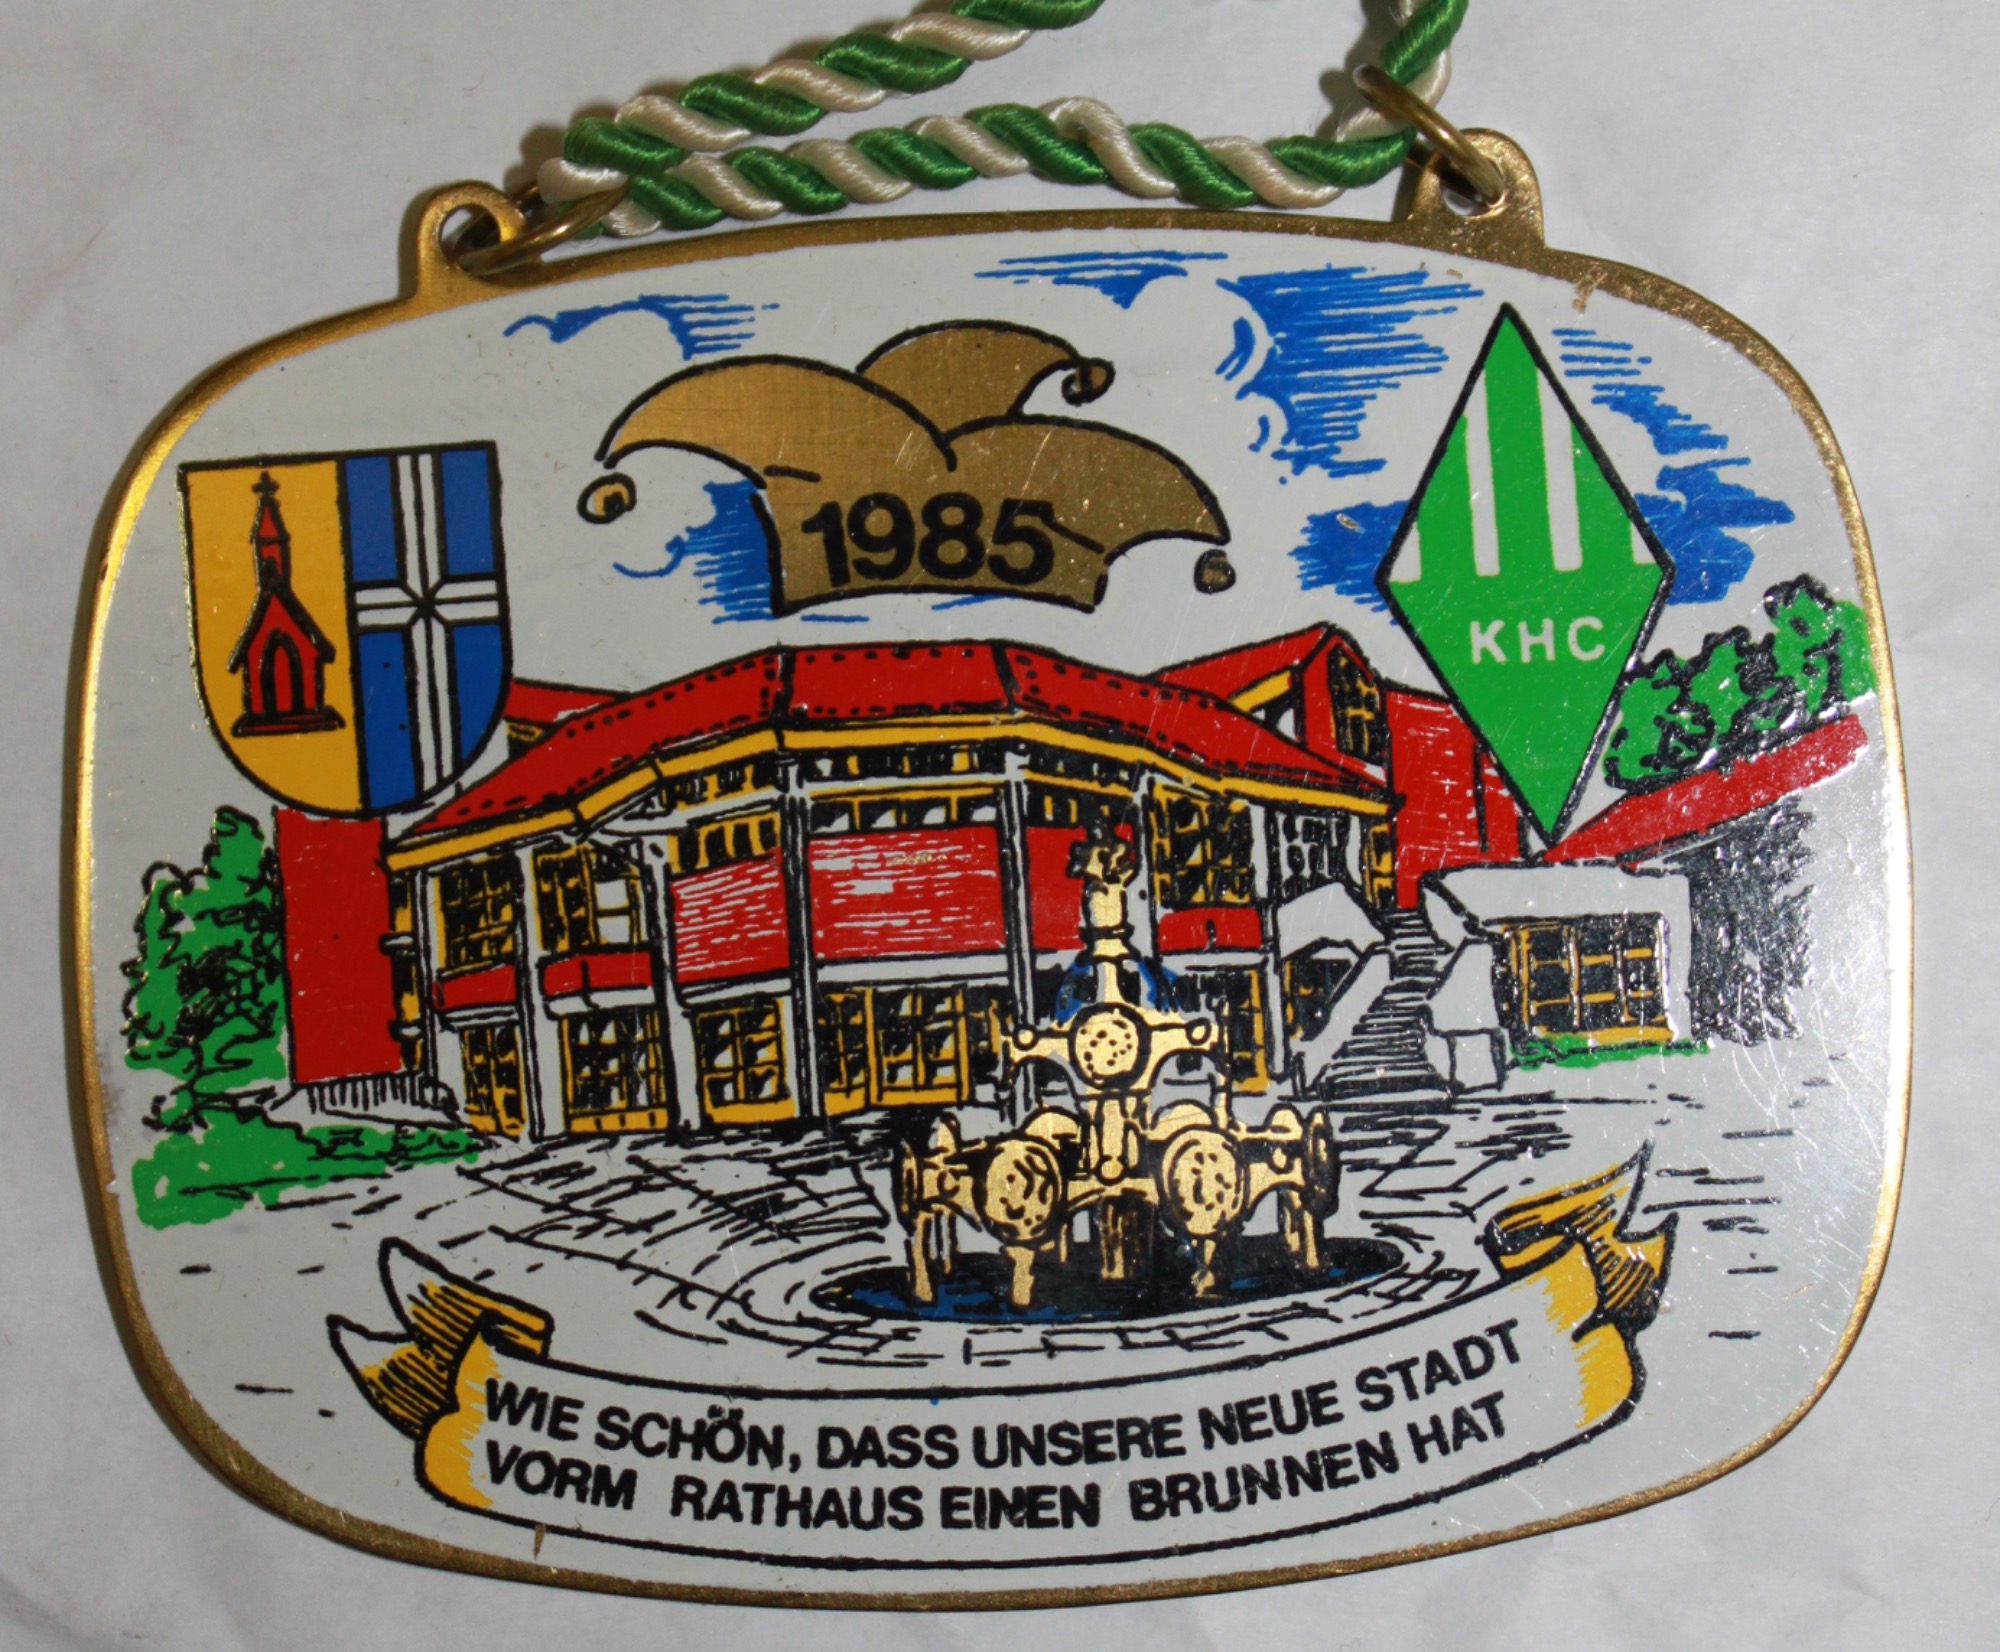 1985
KHC
WIE SCHÖN, DASS UNSERE NEUE STADT
VORM RATHAUS EINEN BRUNNEN HAT